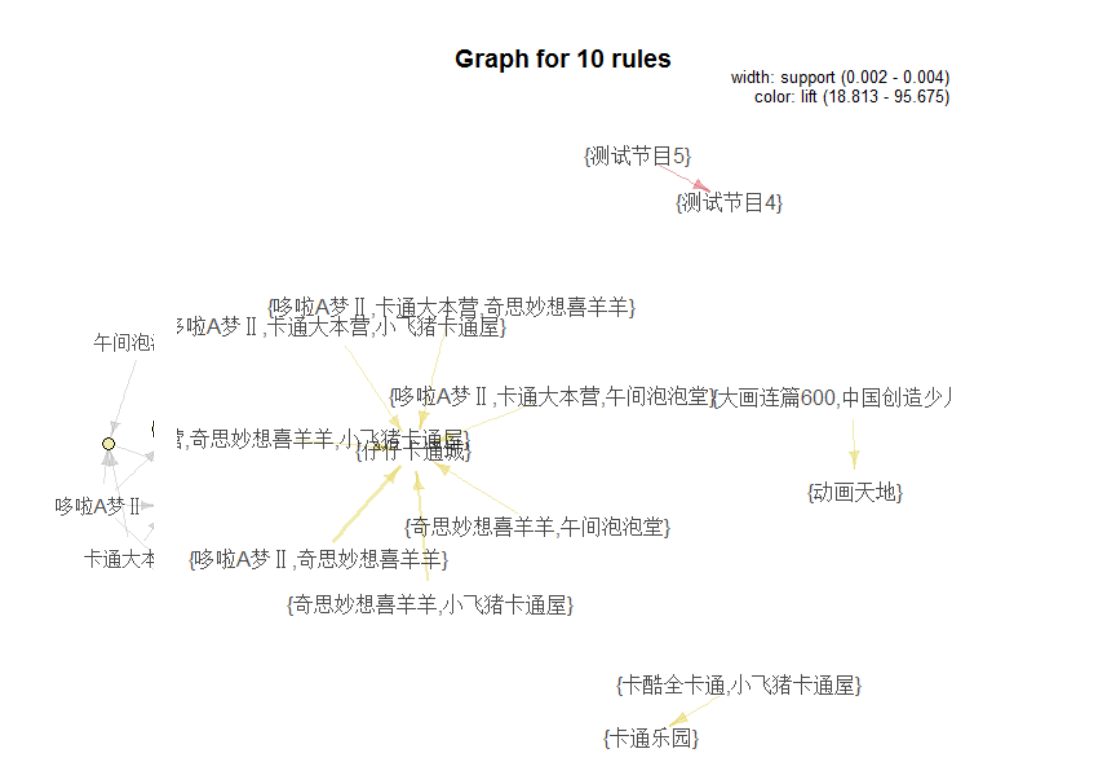 Graph for 10 rules
width: support (0.002 - 0.004)
color: lift (18.813 - 95.675)
{测试节目5}
{测试节目4}
{哆啦A梦Ⅱ,卡通大本营,奇思妙想喜羊羊}
哆啦A梦Ⅱ,卡通大本营,小飞猪卡通屋}
午间泡
{哆啦A梦Ⅱ,卡通大本营,午间泡泡堂}
{大画连篇600,中国创造少
营,奇思妙想喜羊羊,小飞猪卡通屋}
{仔仔卡通城}
{动画天地}
哆啦A梦Ⅱ
{奇思妙想喜羊羊,午间泡泡堂}
卡通大本
{哆啦A梦Ⅱ,奇思妙想喜羊羊}
{奇思妙想喜羊羊,小飞猪卡通屋}
{卡酷全卡通,小飞猪卡通屋}
{卡通乐园}